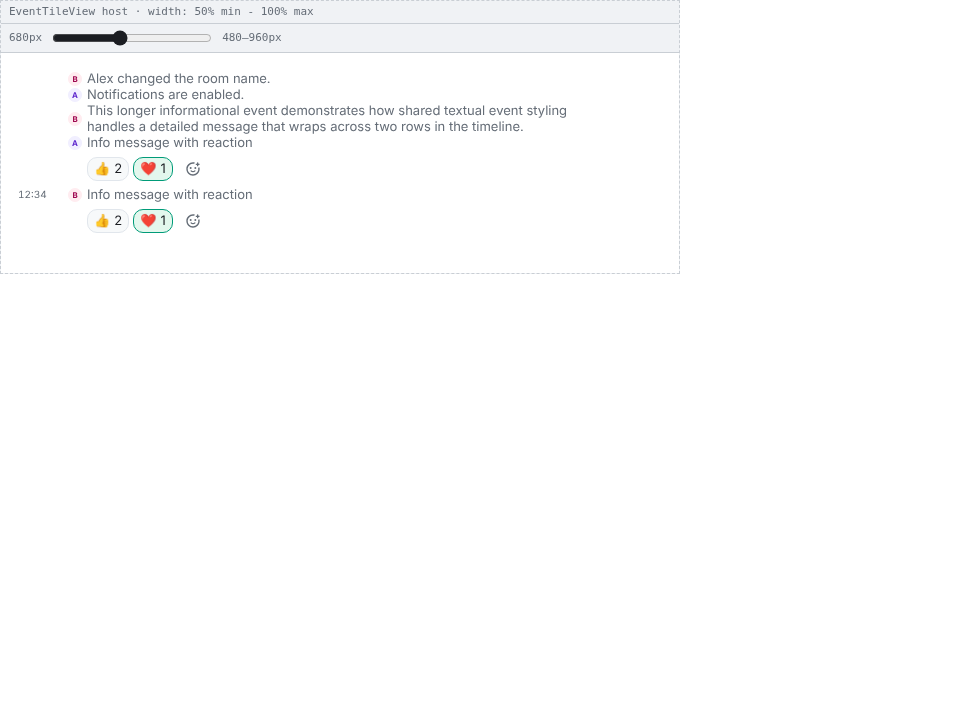 EventTileView host · width: 50% min - 100% max
680px 480–960px
B Alex changed the room name.
A Notifications are enabled.
B This longer informational event demonstrates how shared textual event styling
handles a detailed message that wraps across two rows in the timeline.
A Info message with reaction
👍 2 ❤️ 1
12:34 B Info message with reaction
👍 2 ❤️ 1